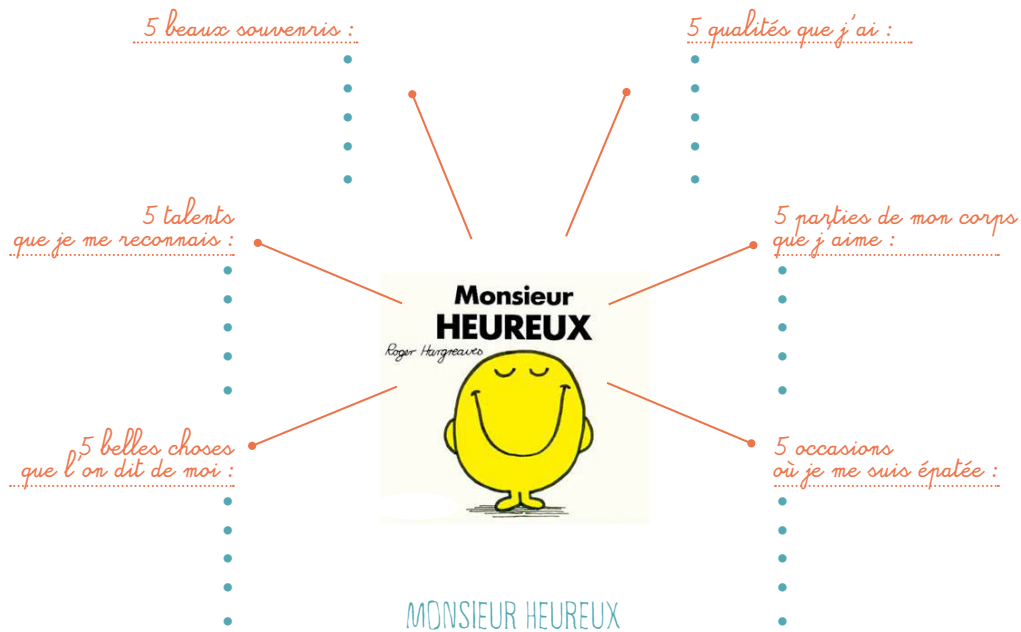 5 beaux souvenris :
5 qualités que j'ai :
5 talents
que je me reconnais :
5 parties de mon corps
que j'aime :
Monsieur
HEUREUX
Roger Hargreaves
5 belles choses
que l'on dit de moi :
5 occasions
où je me suis épatée :
MONSIEUR HEUREUX